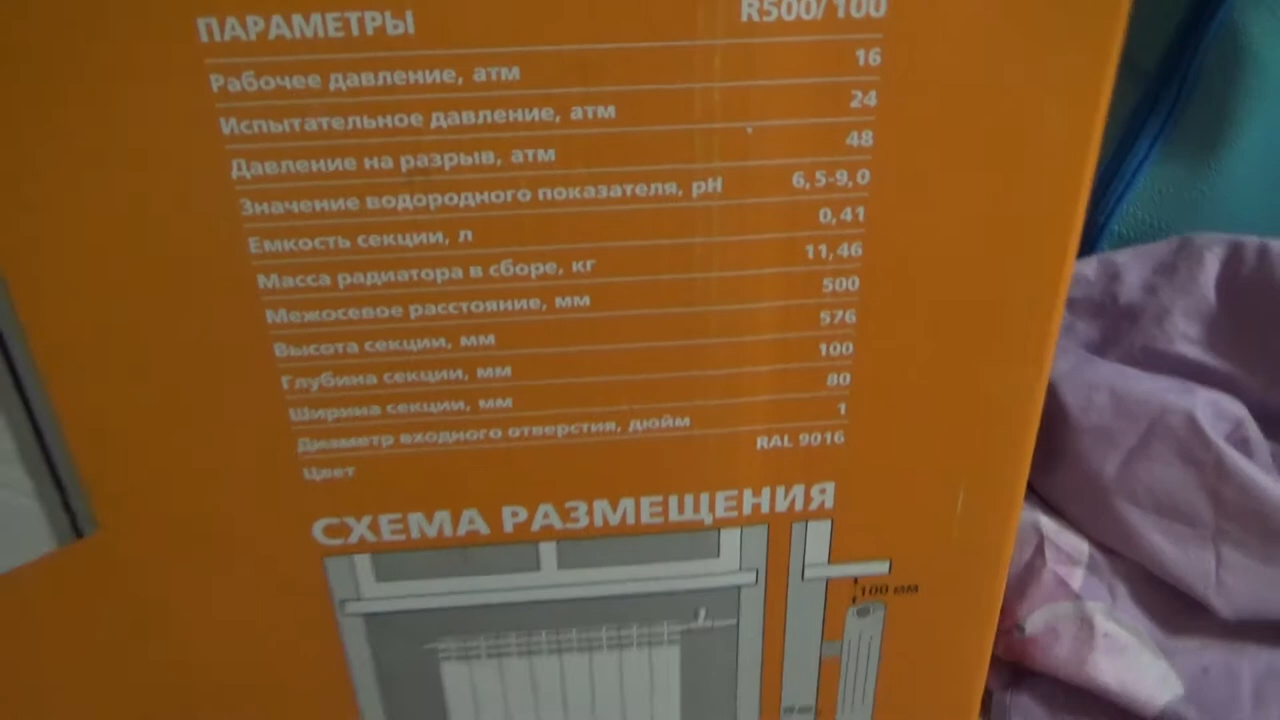 ПАРАМЕТРЫ R500/100
Рабочее давление, атм 16
Испытательное давление, атм 24
Давление на разрыв, атм 48
Значение водородного показателя, pH 6,5-9,0
Емкость секции, л 0,41
Масса радиатора в сборе, кг 11,46
Межосевое расстояние, мм 500
Высота секции, мм 576
Глубина секции, мм 100
Ширина секции, мм 80
Диаметр входного отверстия, дюйм 1
Цвет RAL 9016
СХЕМА РАЗМЕЩЕНИЯ
100 мм